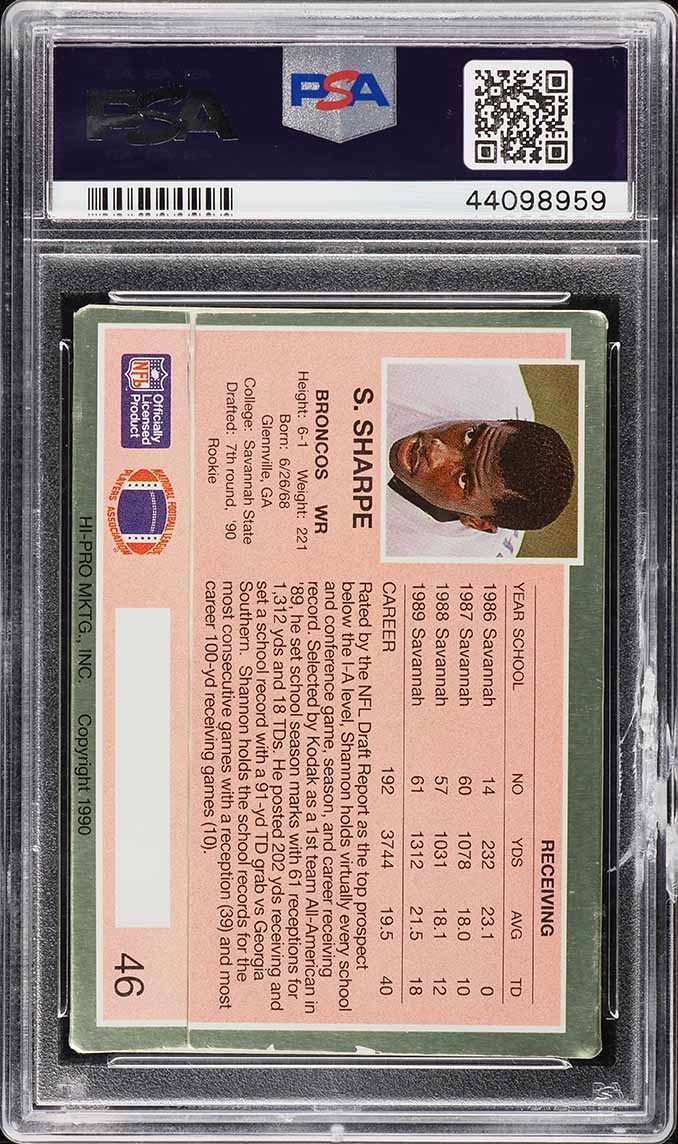 PSA
PSA
44098959
S. SHARPE
BRONCOS WR
Height: 6-1 Weight: 221
Born: 6/26/68
Glennville, GA
College: Savannah State
Drafted: 7th round, '90
Rookie
RECEIVING
YEAR SCHOOL NO YDS AVG TD
1986 Savannah 14 232 23.1 0
1987 Savannah 60 1078 18.0 10
1988 Savannah 57 1031 18.1 12
1989 Savannah 61 1312 21.5 18
CAREER 192 3744 19.5 40
Rated by the NFL Draft Report as the top prospect
below the I-A level, Shannon holds virtually every school
and conference game, season, and career receiving
record. Selected by Kodak as a 1st team All-American in
'89, he set school season marks with 61 receptions for
1,312 yds and 18 TDs. He posted 202 yds receiving and
set a school record with a 91-yd TD grab vs Georgia
Southern. Shannon holds the school records for the
most consecutive games with a reception (39) and most
career 100-yd receiving games (10).
NFL
Officially
Licensed
Product
NATIONAL FOOTBALL LEAGUE
PLAYERS ASSOCIATION
46
HI-PRO MKTG., INC. Copyright 1990